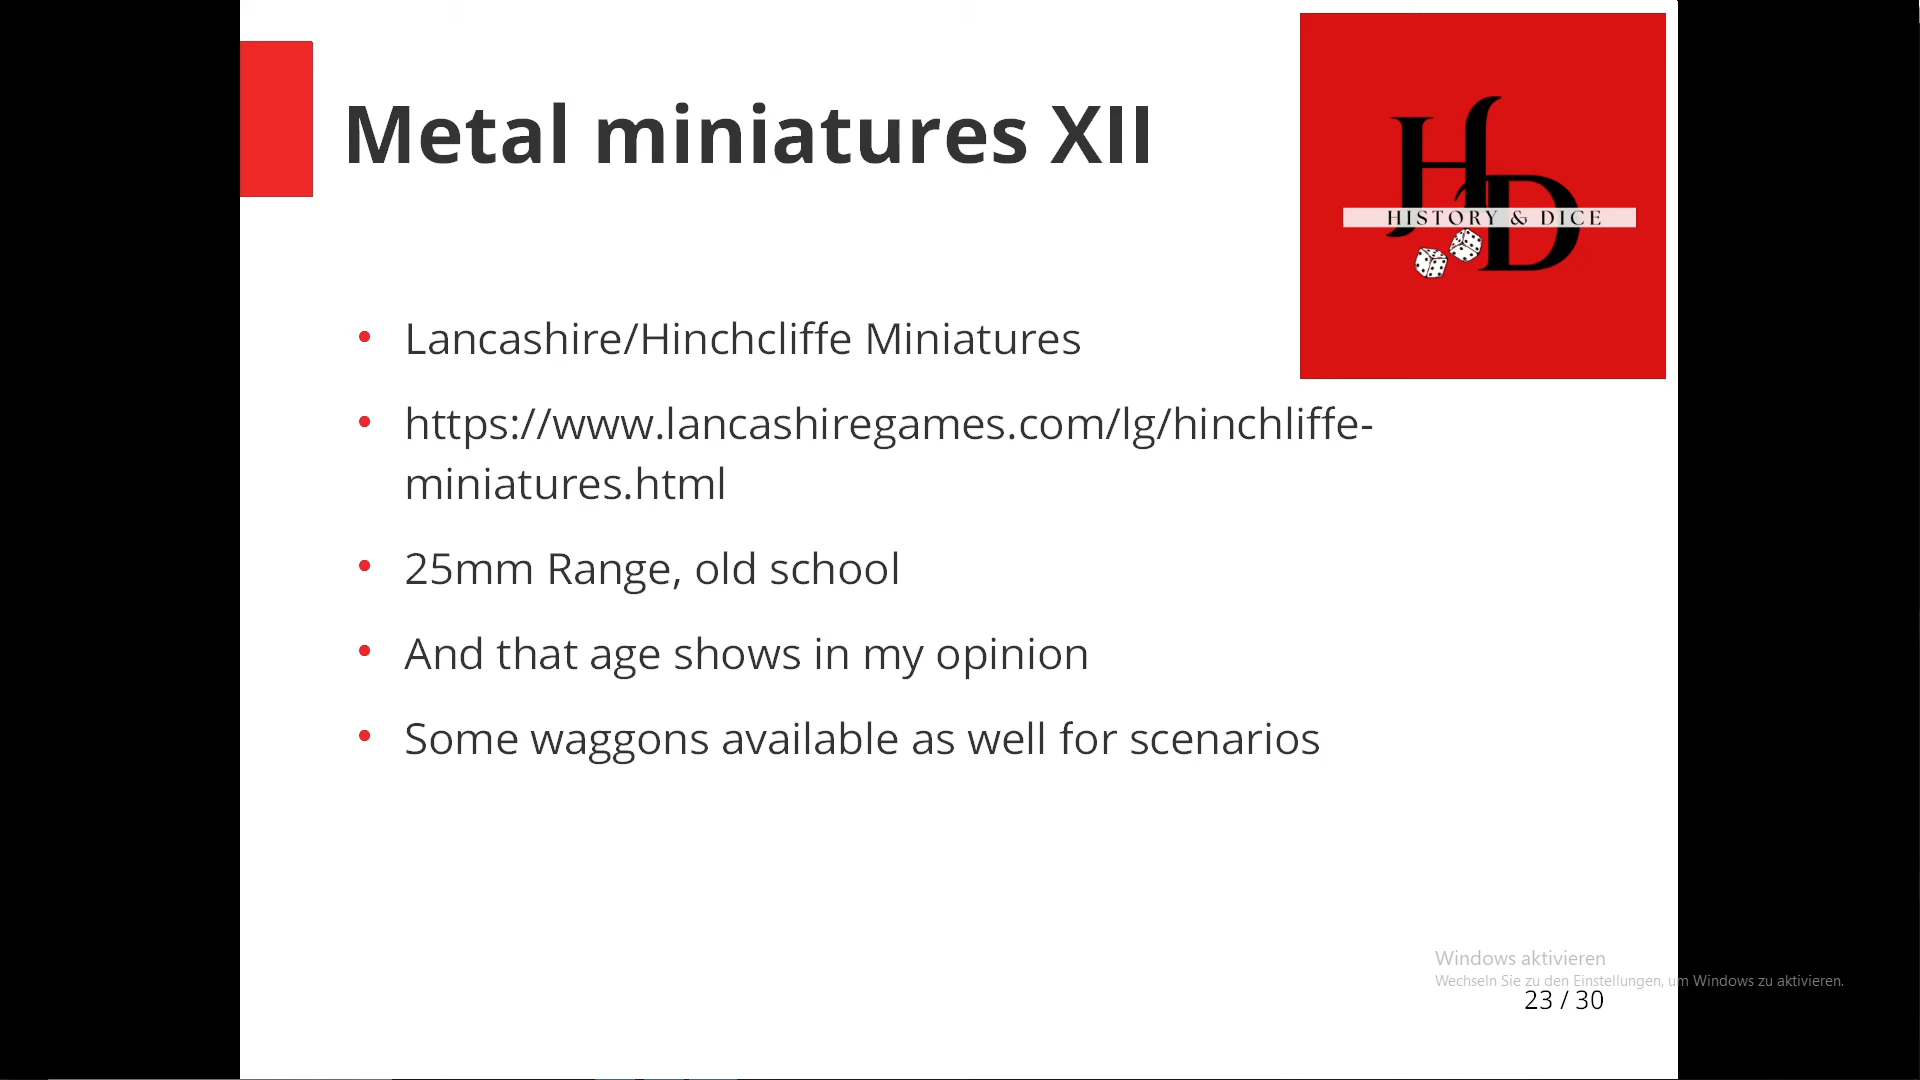 Metal miniatures XII
HD
HISTORY & DICE
Lancashire/Hinchcliffe Miniatures
https://www.lancashiregames.com/lg/hinchliffe-
miniatures.html
25mm Range, old school
And that age shows in my opinion
Some waggons available as well for scenarios
Windows aktivieren
Wechseln Sie zu den Einstellungen, um Windows zu aktivieren.
23 / 30